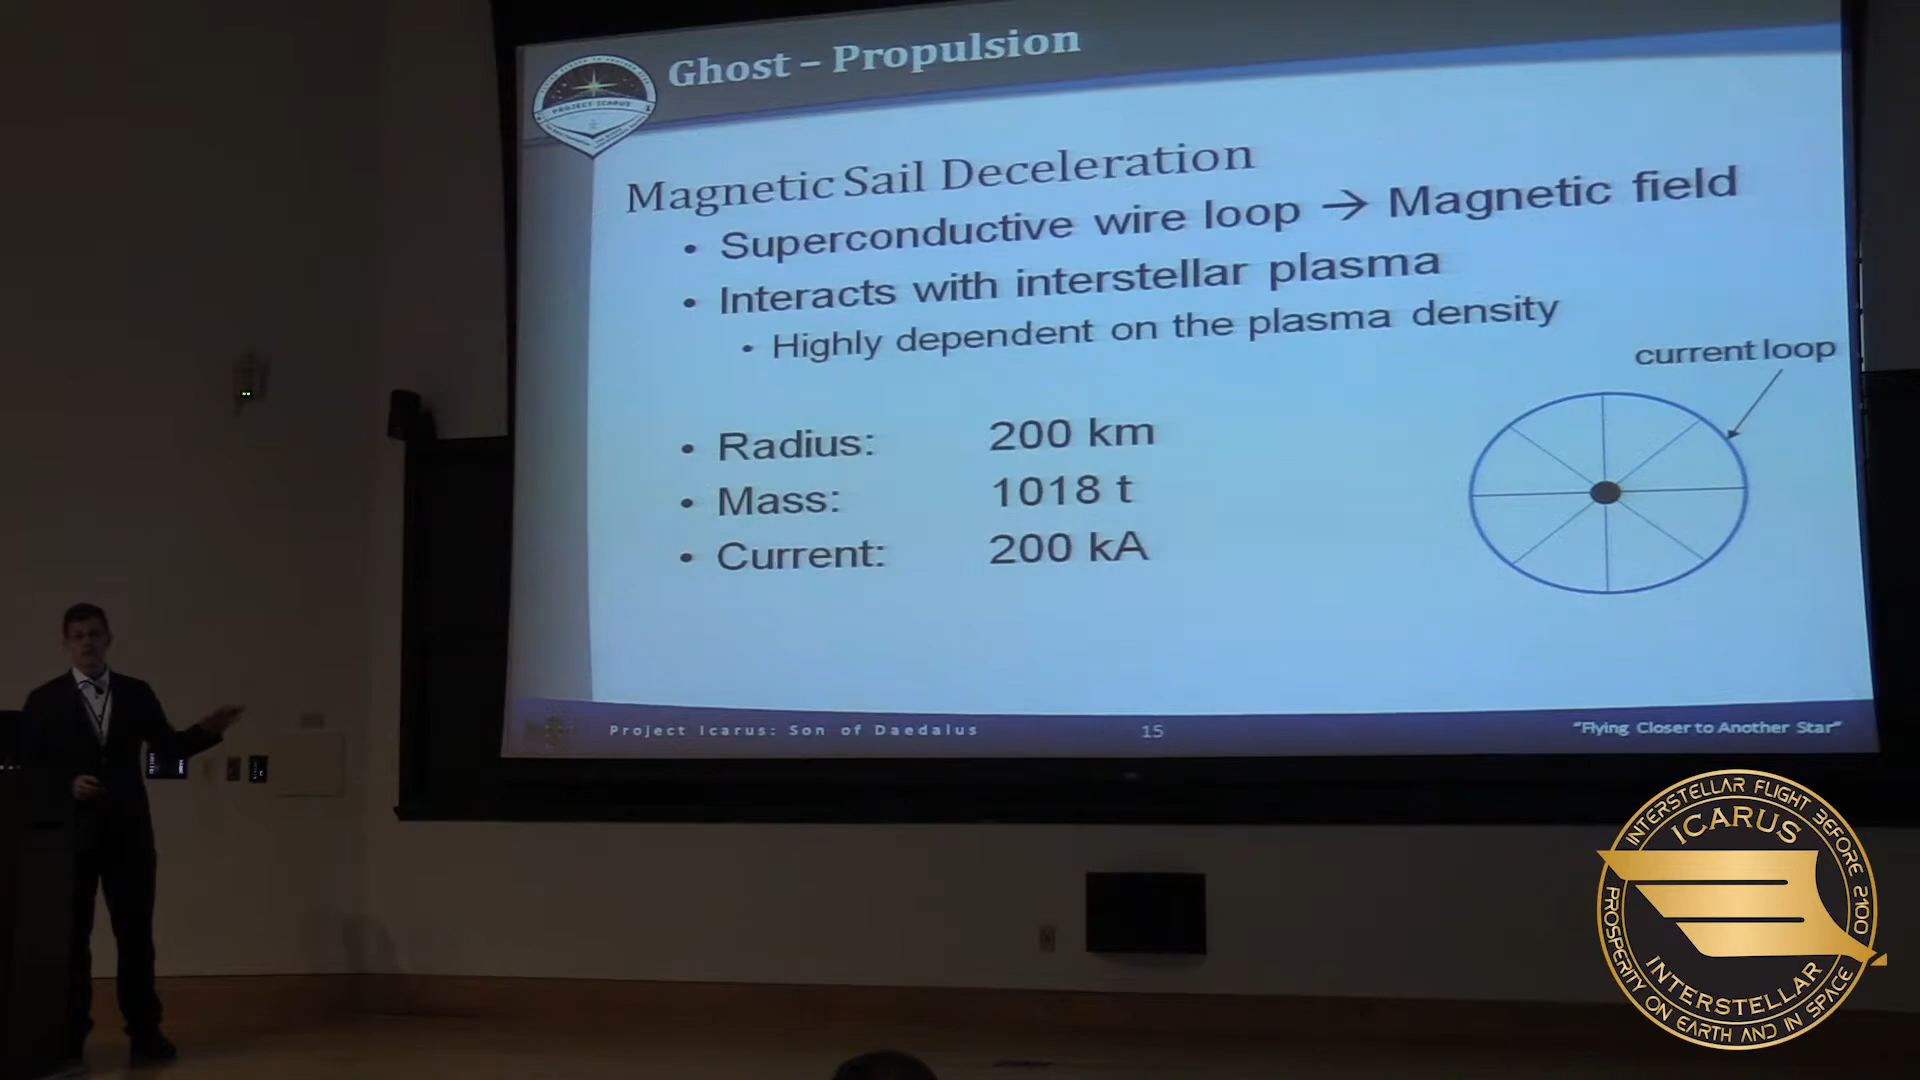 Ghost – Propulsion
PROJECT ICARUS
Magnetic Sail Deceleration
• Superconductive wire loop → Magnetic field
• Interacts with interstellar plasma
• Highly dependent on the plasma density
current loop
• Radius: 200 km
• Mass: 1018 t
• Current: 200 kA
Project Icarus: Son of Daedalus 15 "Flying Closer to Another Star"
INTERSTELLAR FLIGHT BEFORE 2100
ICARUS
INTERSTELLAR
PROSPERITY ON EARTH AND IN SPACE